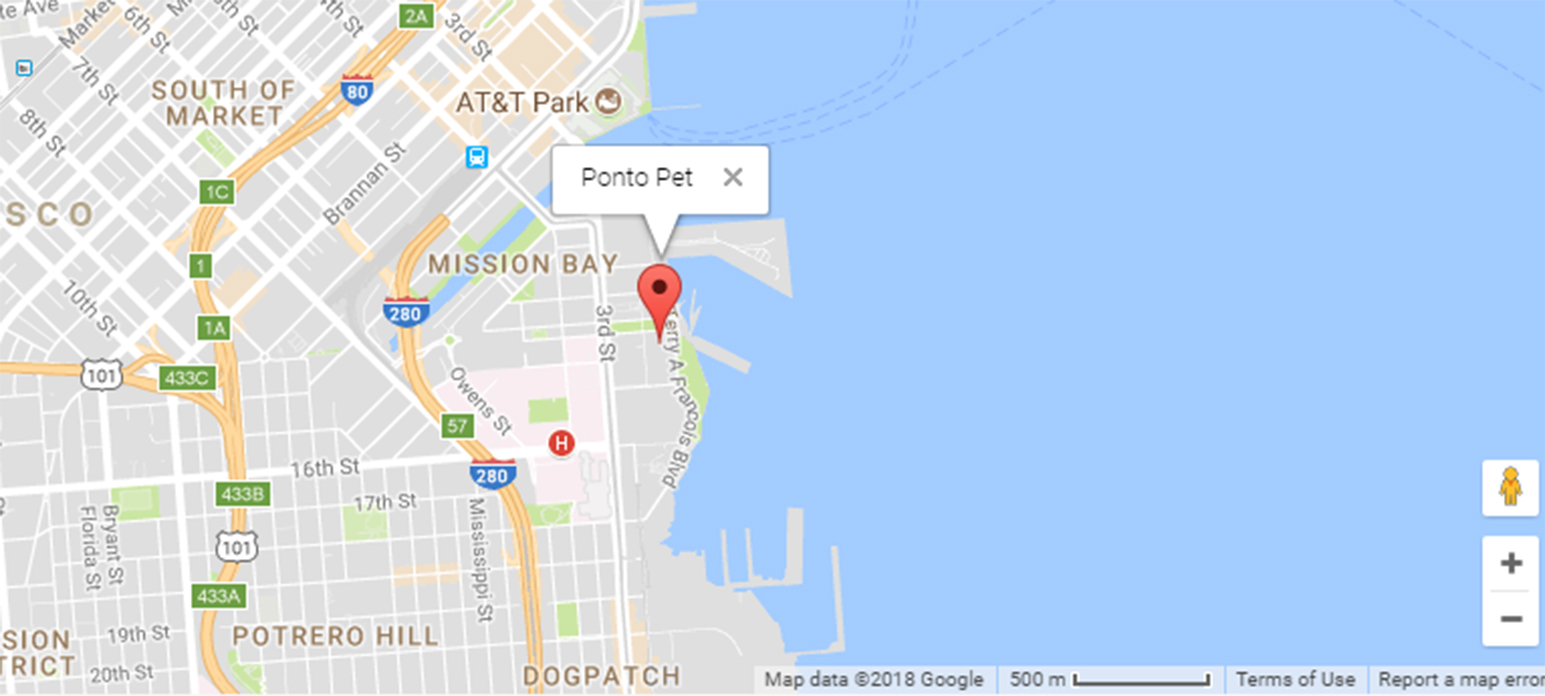 te Ave
Market
6th St
7th St
8th St
2A
3rd St
4th St
80
SOUTH OF
MARKET
AT&T Park
Brannan St
1C
Ponto Pet ×
SCO
MISSION BAY
1
10th St
280
1A
3rd St
Terry A Francois Blvd
101
433C
Owens St
57
H
16th St
280
433B
17th St
Bryant St
Florida St
Mississippi St
101
433A
19th St
POTRERO HILL
SION
TRICT
20th St
DOGPATCH
+
−
Map data ©2018 Google
500 m
Terms of Use
Report a map error